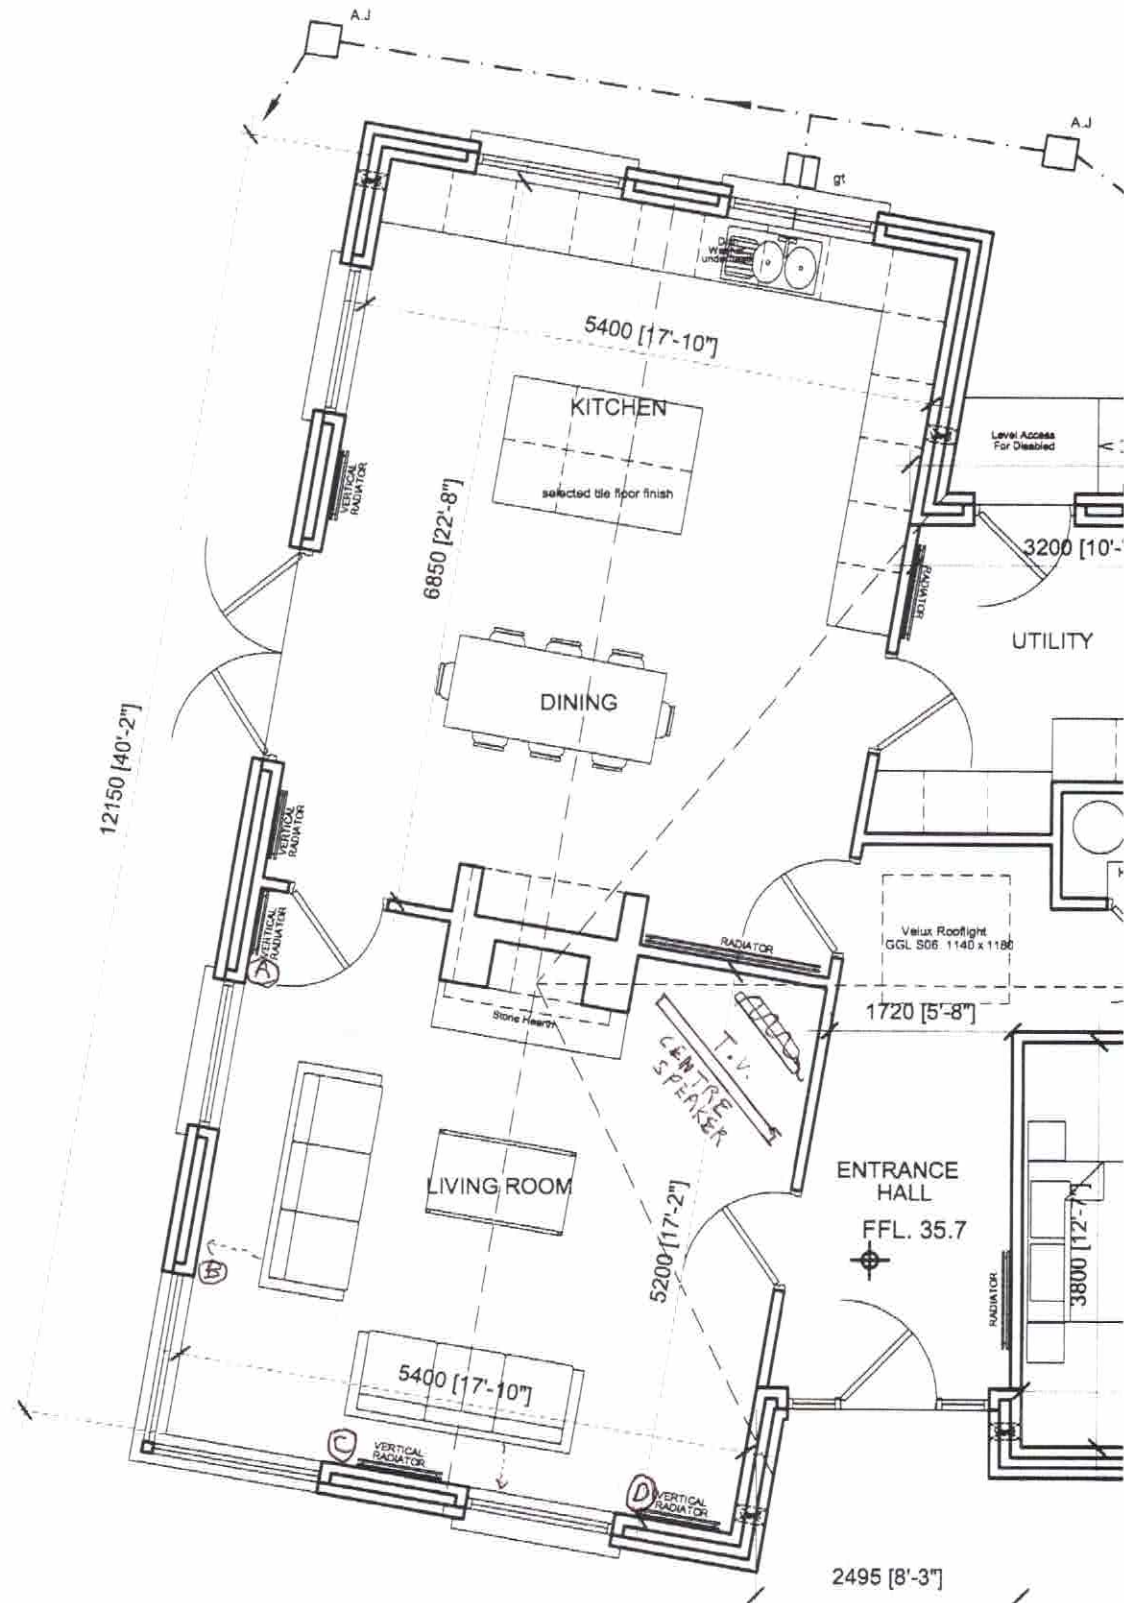 A.J
A.J
gt
5400 [17'-10"]
KITCHEN
selected tile floor finish
Level Access
For Disabled
VERTICAL
RADIATOR
6850 [22'-8"]
3200 [10'-
RADIATOR
UTILITY
DINING
12150 [40'-2"]
VERTICAL
RADIATOR
VERTICAL
RADIATOR
A
RADIATOR
Velux Rooflight
GGL S06. 1140 x 1180
1720 [5'-8"]
Stone Hearth
T.V.
CENTRE
SPEAKER
LIVING ROOM
ENTRANCE
HALL
FFL. 35.7
5200 [17'-2"]
3800 [12'-7"]
RADIATOR
B
5400 [17'-10"]
C
VERTICAL
RADIATOR
D
VERTICAL
RADIATOR
2495 [8'-3"]